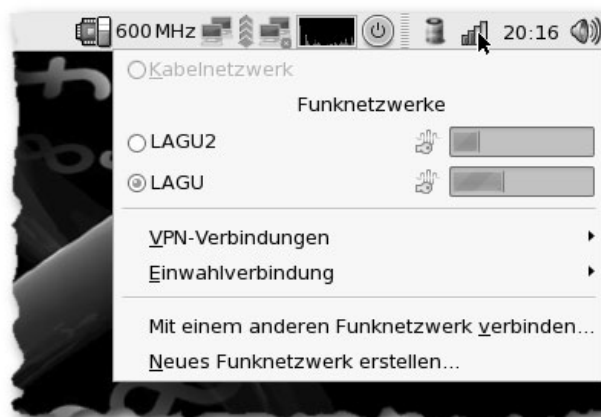 600 MHz 20:16
Kabelnetzwerk
Funknetzwerke
LAGU2
LAGU
VPN-Verbindungen
Einwahlverbindung
Mit einem anderen Funknetzwerk verbinden...
Neues Funknetzwerk erstellen...